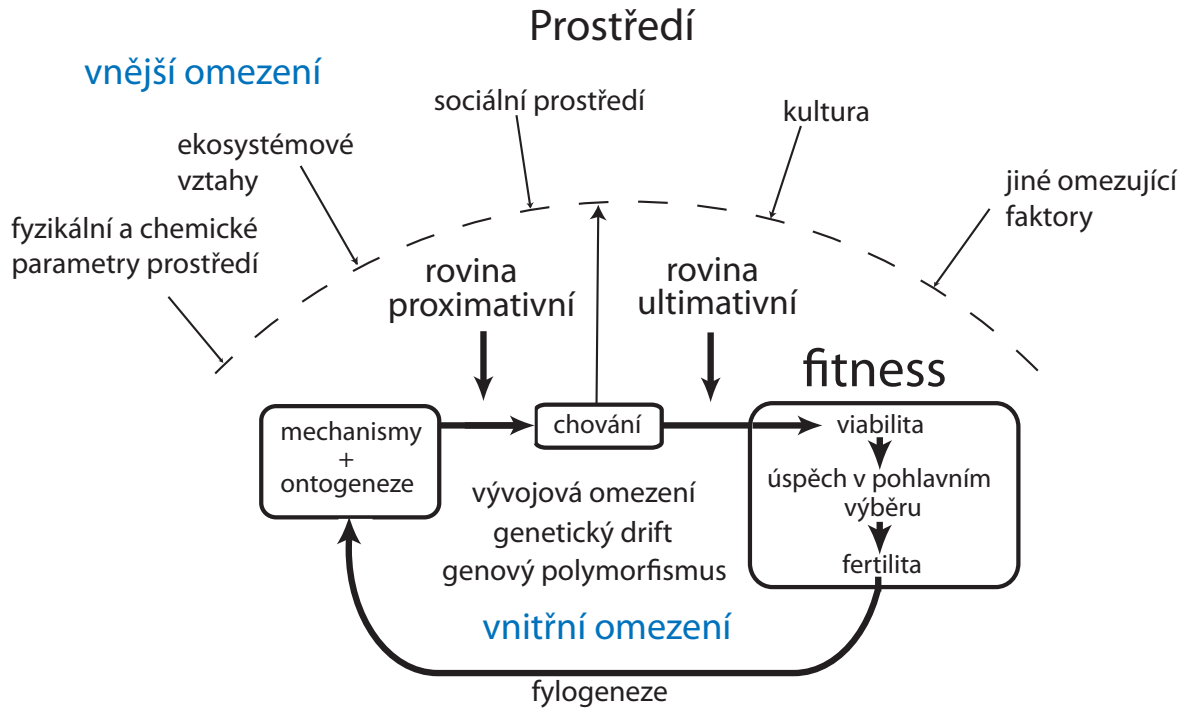 Prostředí
vnější omezení
sociální prostředí
kultura
ekosystémové
vztahy
jiné omezující
faktory
fyzikální a chemické
parametry prostředí
rovina
proximativní
rovina
ultimativní
fitness
mechanismy
+
ontogeneze
chování
viabilita
úspěch v pohlavním
výběru
fertilita
vývojová omezení
genetický drift
genový polymorfismus
vnitřní omezení
fylogeneze